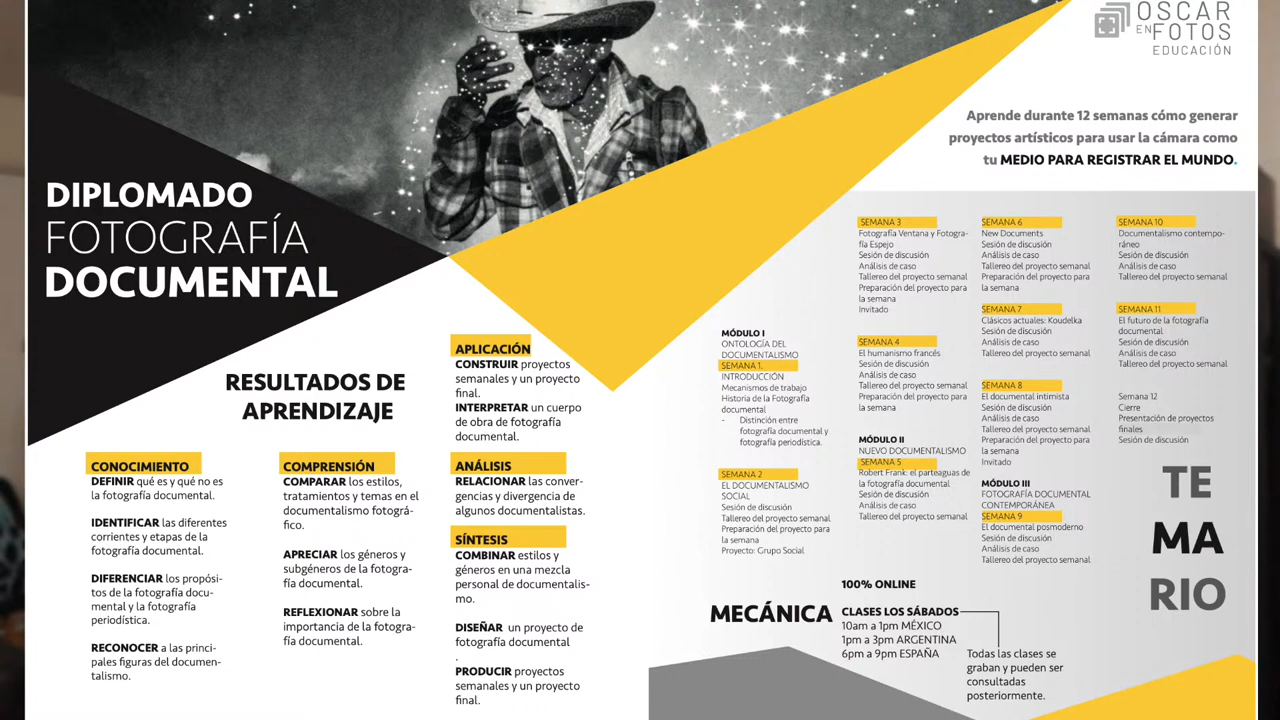 OSCAR
EN FOTOS
EDUCACIÓN
Aprende durante 12 semanas cómo generar
proyectos artísticos para usar la cámara como
tu MEDIO PARA REGISTRAR EL MUNDO.
DIPLOMADO
FOTOGRAFÍA
DOCUMENTAL
RESULTADOS DE
APRENDIZAJE
CONOCIMIENTO
DEFINIR qué es y qué no es
la fotografía documental.
IDENTIFICAR las diferentes
corrientes y etapas de la
fotografía documental.
DIFERENCIAR los propósi-
tos de la fotografía docu-
mental y la fotografía
periodística.
RECONOCER a las princi-
pales figuras del documen-
talismo.
COMPRENSIÓN
COMPARAR los estilos,
tratamientos y temas en el
documentalismo fotográ-
fico.
APRECIAR los géneros y
subgéneros de la fotogra-
fía documental.
REFLEXIONAR sobre la
importancia de la fotogra-
fía documental.
APLICACIÓN
CONSTRUIR proyectos
semanales y un proyecto
final.
INTERPRETAR un cuerpo
de obra de fotografía
documental.
ANÁLISIS
RELACIONAR las conver-
gencias y divergencia de
algunos documentalistas.
SÍNTESIS
COMBINAR estilos y
géneros en una mezcla
personal de documentalis-
mo.
DISEÑAR un proyecto de
fotografía documental
.
PRODUCIR proyectos
semanales y un proyecto
final.
MÓDULO I
ONTOLOGÍA DEL
DOCUMENTALISMO
SEMANA 1.
INTRODUCCIÓN
Mecanismos de trabajo
Historia de la Fotografía
documental
- Distinción entre
fotografía documental y
fotografía periodística.
SEMANA 2
EL DOCUMENTALISMO
SOCIAL
Sesión de discusión
Tallereo del proyecto semanal
Preparación del proyecto para
la semana
Proyecto: Grupo Social
SEMANA 3
Fotografía Ventana y Fotogra-
fía Espejo
Sesión de discusión
Análisis de caso
Tallereo del proyecto semanal
Preparación del proyecto para
la semana
Invitado
SEMANA 4
El humanismo francés
Sesión de discusión
Análisis de caso
Tallereo del proyecto semanal
Preparación del proyecto para
la semana
MÓDULO II
NUEVO DOCUMENTALISMO
SEMANA 5
Robert Frank: el parteaguas de
la fotografía documental
Sesión de discusión
Análisis de caso
Tallereo del proyecto semanal
SEMANA 6
New Documents
Sesión de discusión
Análisis de caso
Tallereo del proyecto semanal
Preparación del proyecto para
la semana
SEMANA 7
Clásicos actuales: Koudelka
Sesión de discusión
Análisis de caso
Tallereo del proyecto semanal
SEMANA 8
El documental intimista
Sesión de discusión
Análisis de caso
Tallereo del proyecto semanal
Preparación del proyecto para
la semana
Invitado
MÓDULO III
FOTOGRAFÍA DOCUMENTAL
CONTEMPORÁNEA
SEMANA 9
El documental posmoderno
Sesión de discusión
Análisis de caso
Tallereo del proyecto semanal
SEMANA 10
Documentalismo contempo-
ráneo
Sesión de discusión
Análisis de caso
Tallereo del proyecto semanal
SEMANA 11
El futuro de la fotografía
documental
Sesión de discusión
Análisis de caso
Tallereo del proyecto semanal
Semana 12
Cierre
Presentación de proyectos
finales
Sesión de discusión
TE
MA
RIO
MECÁNICA
100% ONLINE
CLASES LOS SÁBADOS
10am a 1pm MÉXICO
1pm a 3pm ARGENTINA
6pm a 9pm ESPAÑA
Todas las clases se
graban y pueden ser
consultadas
posteriormente.